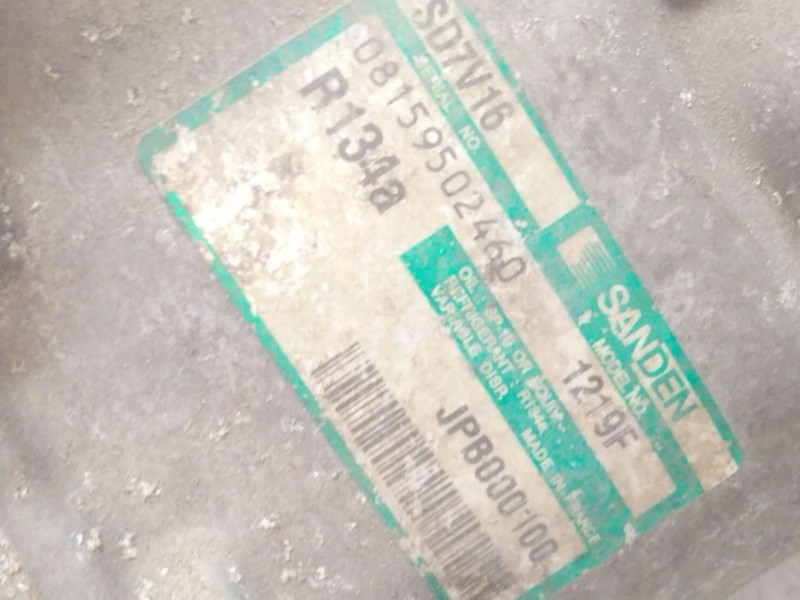 SD7V16
SERIAL NO.
08159502460
R134a
SANDEN
MODEL NO.
1219F
OIL: SP-10 OR EQUIV.
REFRIGERANT: R134a
VARIABLE DISP.
MADE IN FRANCE
JPB000100